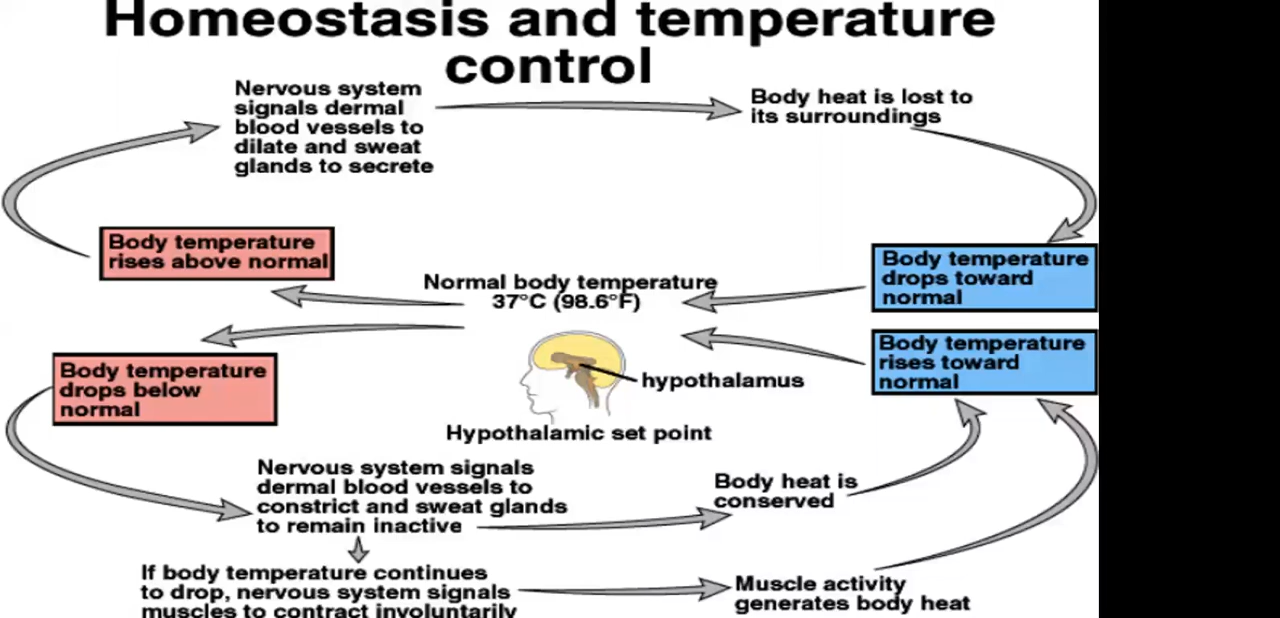 Homeostasis and temperature
control
Nervous system
signals dermal
blood vessels to
dilate and sweat
glands to secrete
Body heat is lost to
its surroundings
Body temperature
rises above normal
Body temperature
drops toward
normal
Normal body temperature
37°C (98.6°F)
Body temperature
rises toward
normal
Body temperature
drops below
normal
hypothalamus
Hypothalamic set point
Nervous system signals
dermal blood vessels to
constrict and sweat glands
to remain inactive
Body heat is
conserved
If body temperature continues
to drop, nervous system signals
muscles to contract involuntarily
Muscle activity
generates body heat